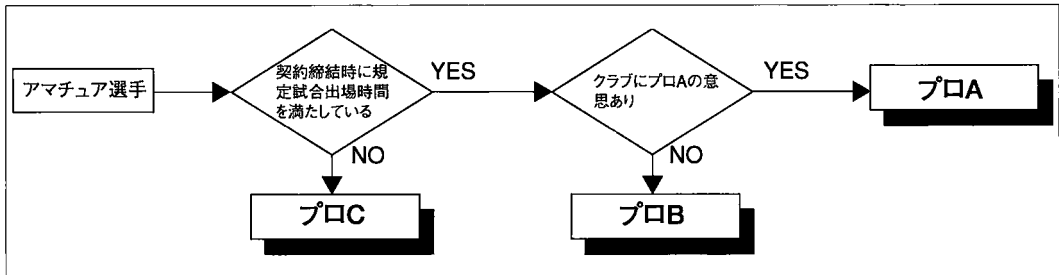 アマチュア選手
契約締結時に規
定試合出場時間
を満たしている
YES
クラブにプロAの意
思あり
YES
プロA
NO
NO
プロC
プロB